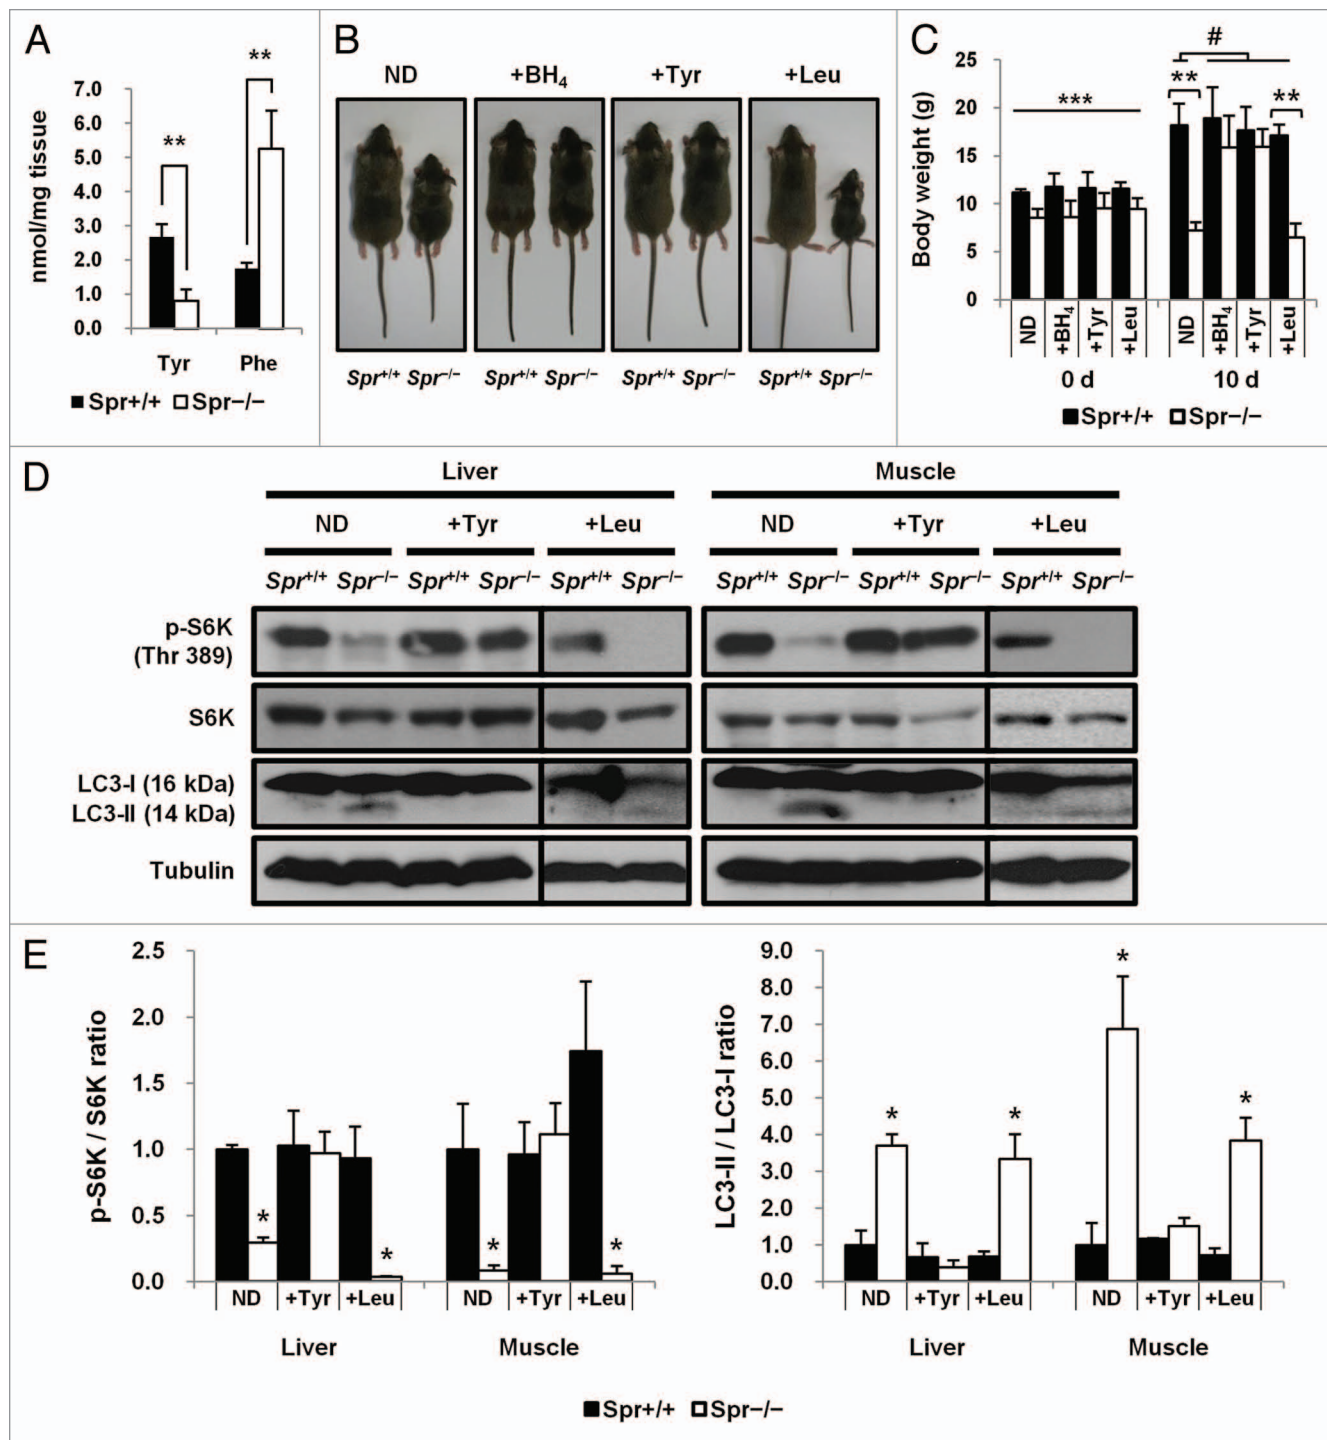 A
**
**
7.0
6.0
5.0
4.0
3.0
2.0
1.0
0.0
nmol/mg tissue
Tyr Phe
■ Spr+/+ □ Spr−/−
B
ND +BH₄ +Tyr +Leu
Spr⁺/⁺ Spr⁻/⁻ Spr⁺/⁺ Spr⁻/⁻ Spr⁺/⁺ Spr⁻/⁻ Spr⁺/⁺ Spr⁻/⁻
C
#
** **
***
25
20
15
10
5
0
Body weight (g)
ND +BH₄ +Tyr +Leu ND +BH₄ +Tyr +Leu
0 d 10 d
■ Spr+/+ □ Spr−/−
D
Liver Muscle
ND +Tyr +Leu ND +Tyr +Leu
Spr⁺/⁺ Spr⁻/⁻ Spr⁺/⁺ Spr⁻/⁻ Spr⁺/⁺ Spr⁻/⁻ Spr⁺/⁺ Spr⁻/⁻ Spr⁺/⁺ Spr⁻/⁻ Spr⁺/⁺ Spr⁻/⁻
p-S6K
(Thr 389)
S6K
LC3-I (16 kDa)
LC3-II (14 kDa)
Tubulin
E
2.5
2.0
1.5
1.0
0.5
0.0
p-S6K / S6K ratio
* * * *
ND +Tyr +Leu ND +Tyr +Leu
Liver Muscle
9.0
8.0
7.0
6.0
5.0
4.0
3.0
2.0
1.0
0.0
LC3-II / LC3-I ratio
* * * *
ND +Tyr +Leu ND +Tyr +Leu
Liver Muscle
■ Spr+/+ □ Spr−/−